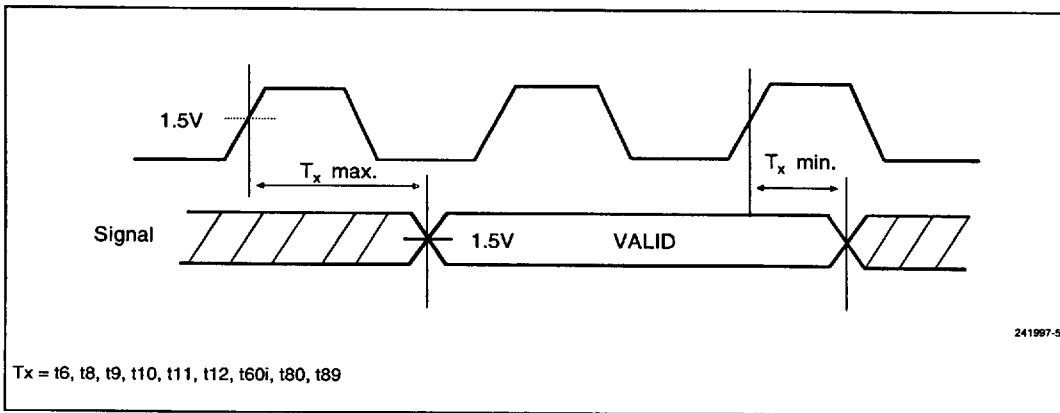 1.5V
Tx max.
Tx min.
Signal
1.5V
VALID
241997-5
Tx = t6, t8, t9, t10, t11, t12, t60i, t80, t89